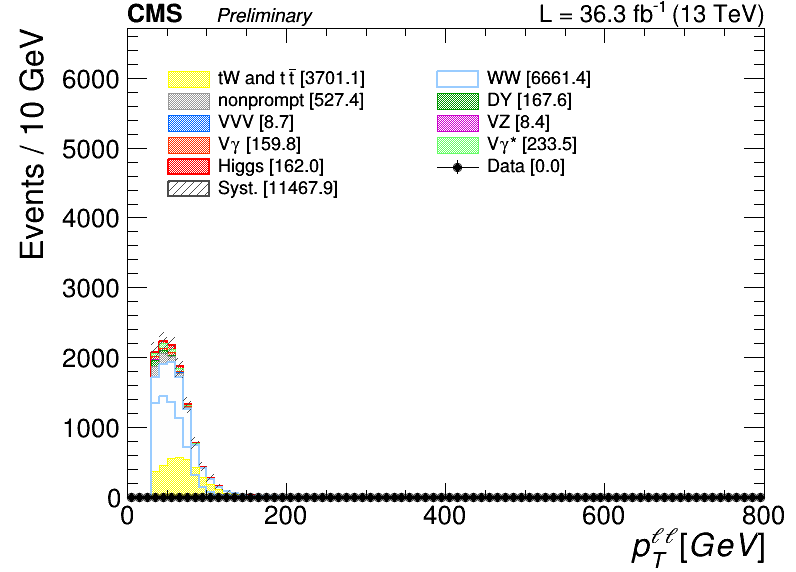 CMS Preliminary L = 36.3 fb⁻¹ (13 TeV)
Events / 10 GeV
6000
5000
4000
3000
2000
1000
0
tW and tt̅ [3701.1]
WW [6661.4]
nonprompt [527.4]
DY [167.6]
VVV [8.7]
VZ [8.4]
Vγ [159.8]
Vγ* [233.5]
Higgs [162.0]
Data [0.0]
Syst. [11467.9]
0 200 400 600 800
p_T^ℓℓ [GeV]